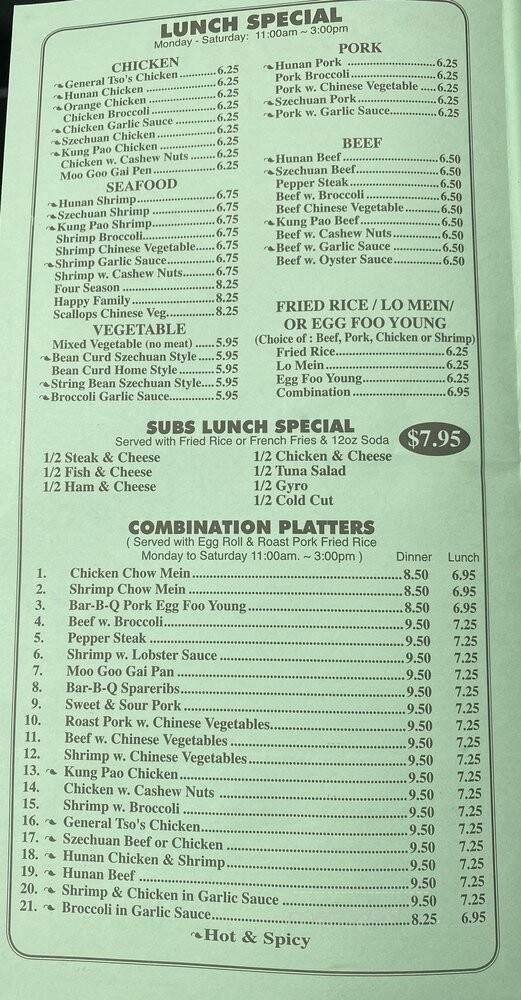 LUNCH SPECIAL
Monday - Saturday: 11:00am ~ 3:00pm
CHICKEN
General Tso's Chicken...........6.25
Hunan Chicken ..................6.25
Orange Chicken .................6.25
Chicken Broccoli................6.25
Chicken Garlic Sauce ...........6.25
Szechuan Chicken................6.25
Kung Pao Chicken ...............6.25
Chicken w. Cashew Nuts .......6.25
Moo Goo Gai Pen.................6.25
SEAFOOD
Hunan Shrimp....................6.75
Szechuan Shrimp ................6.75
Kung Pao Shrimp.................6.75
Shrimp Broccoli.................6.75
Shrimp Chinese Vegetable.....6.75
Shrimp Garlic Sauce.............6.75
Shrimp w. Cashew Nuts........6.75
Four Season ....................8.25
Happy Family ...................8.25
Scallops Chinese Veg............8.25
VEGETABLE
Mixed Vegetable (no meat) .....5.95
Bean Curd Szechuan Style....5.95
Bean Curd Home Style..........5.95
String Bean Szechuan Style....5.95
Broccoli Garlic Sauce...........5.95
PORK
Hunan Pork .....................6.25
Pork Broccoli...................6.25
Pork w. Chinese Vegetable ....6.25
Szechuan Pork...................6.25
Pork w. Garlic Sauce............6.25
BEEF
Hunan Beef......................6.50
Szechuan Beef...................6.50
Pepper Steak....................6.50
Beef w. Broccoli................6.50
Beef Chinese Vegetable.........6.50
Kung Pao Beef...................6.50
Beef w. Cashew Nuts............6.50
Beef w. Garlic Sauce ...........6.50
Beef w. Oyster Sauce............6.50
FRIED RICE / LO MEIN/
OR EGG FOO YOUNG
(Choice of : Beef, Pork, Chicken or Shrimp)
Fried Rice......................6.25
Lo Mein.........................6.25
Egg Foo Young...................6.25
Combination ....................6.95
SUBS LUNCH SPECIAL
Served with Fried Rice or French Fries & 12oz Soda
$7.95
1/2 Steak & Cheese
1/2 Fish & Cheese
1/2 Ham & Cheese
1/2 Chicken & Cheese
1/2 Tuna Salad
1/2 Gyro
1/2 Cold Cut
COMBINATION PLATTERS
( Served with Egg Roll & Roast Pork Fried Rice
Monday to Saturday 11:00am. ~ 3:00pm ) Dinner Lunch
1. Chicken Chow Mein...............8.50 6.95
2. Shrimp Chow Mein ...............8.50 6.95
3. Bar-B-Q Pork Egg Foo Young...............8.50 6.95
4. Beef w. Broccoli...............9.50 7.25
5. Pepper Steak ...............9.50 7.25
6. Shrimp w. Lobster Sauce ...............9.50 7.25
7. Moo Goo Gai Pan ...............9.50 7.25
8. Bar-B-Q Spareribs...............9.50 7.25
9. Sweet & Sour Pork ...............9.50 7.25
10. Roast Pork w. Chinese Vegetables...............9.50 7.25
11. Beef w. Chinese Vegetables ...............9.50 7.25
12. Shrimp w. Chinese Vegetables...............9.50 7.25
13. Kung Pao Chicken...............9.50 7.25
14. Chicken w. Cashew Nuts ...............9.50 7.25
15. Shrimp w. Broccoli ...............9.50 7.25
16. General Tso's Chicken...............9.50 7.25
17. Szechuan Beef or Chicken ...............9.50 7.25
18. Hunan Chicken & Shrimp...............9.50 7.25
19. Hunan Beef ...............9.50 7.25
20. Shrimp & Chicken in Garlic Sauce ...............9.50 7.25
21. Broccoli in Garlic Sauce...............8.25 6.95
Hot & Spicy